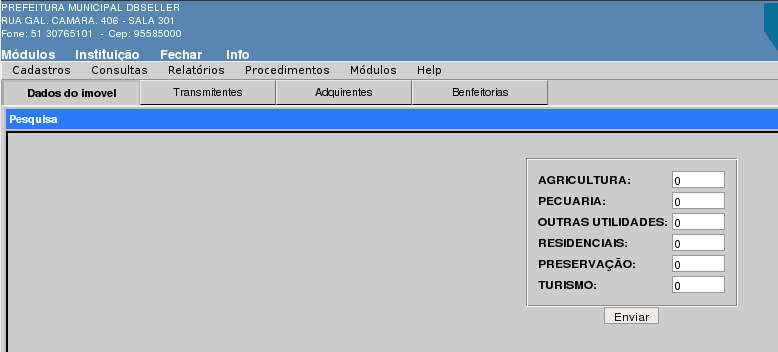 PREFEITURA MUNICIPAL DBSELLER
RUA GAL. CAMARA. 406 - SALA 301
Fone: 51 30765101 - Cep: 95585000
Módulos Instituição Fechar Info
Cadastros Consultas Relatórios Procedimentos Módulos Help
Dados do imovel Transmitentes Adquirentes Benfeitorias
Pesquisa
AGRICULTURA: 0
PECUARIA: 0
OUTRAS UTILIDADES: 0
RESIDENCIAIS: 0
PRESERVAÇÃO: 0
TURISMO: 0
Enviar